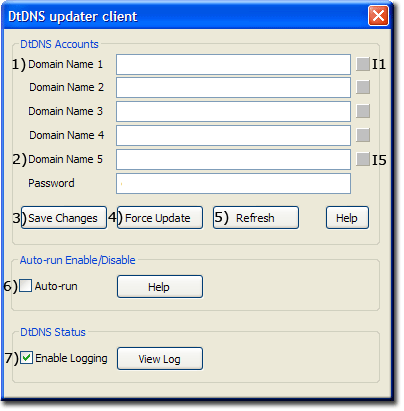 DtDNS updater client
DtDNS Accounts
1) Domain Name 1 I1
Domain Name 2
Domain Name 3
Domain Name 4
2) Domain Name 5 I5
Password
3) Save Changes 4) Force Update 5) Refresh Help
Auto-run Enable/Disable
6) Auto-run Help
DtDNS Status
7) Enable Logging View Log